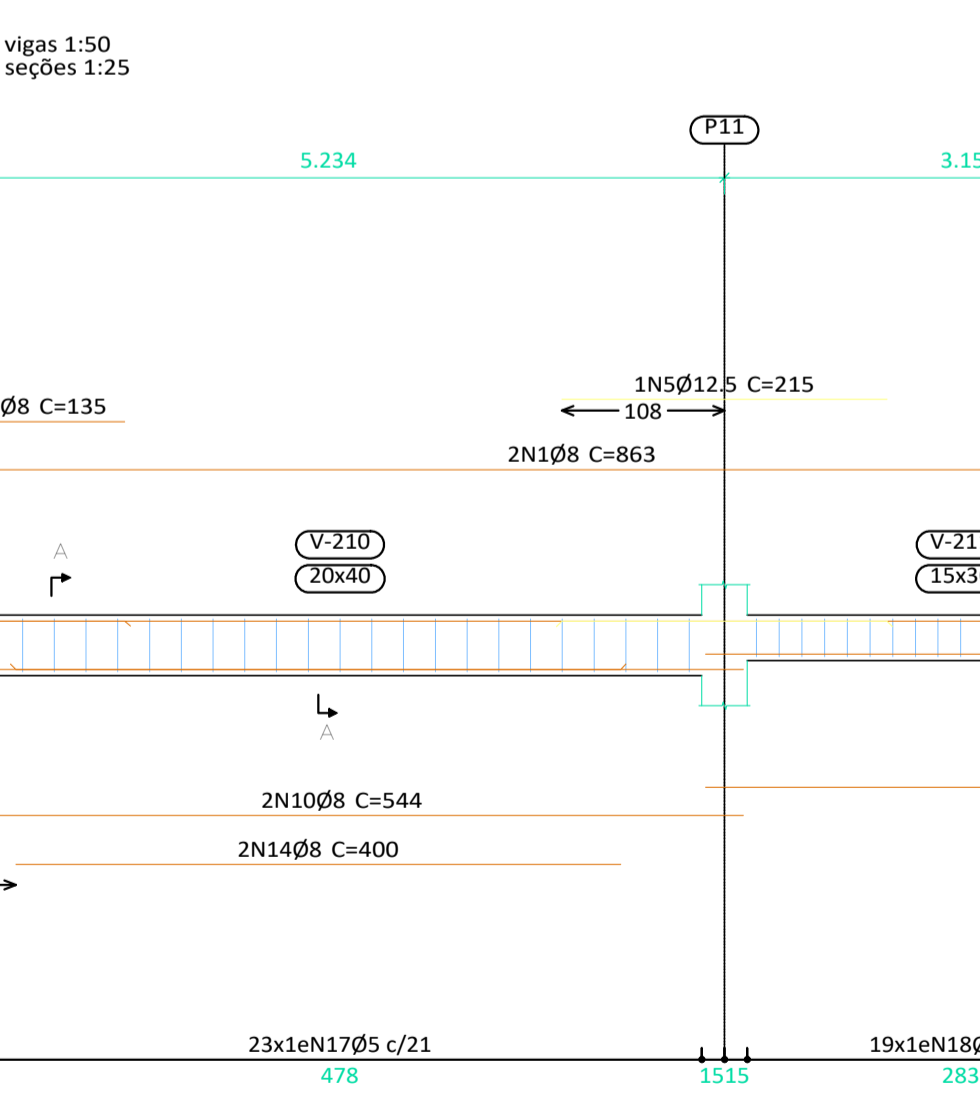 vigas 1:50
seções 1:25
P11
5.234
3.15
1N5Ø12.5 C=215
108
Ø8 C=135
2N1Ø8 C=863
A
V-210
20x40
V-21
15x3
A
2N10Ø8 C=544
2N14Ø8 C=400
23x1eN17Ø5 c/21
19x1eN18Ø
478
1515
283